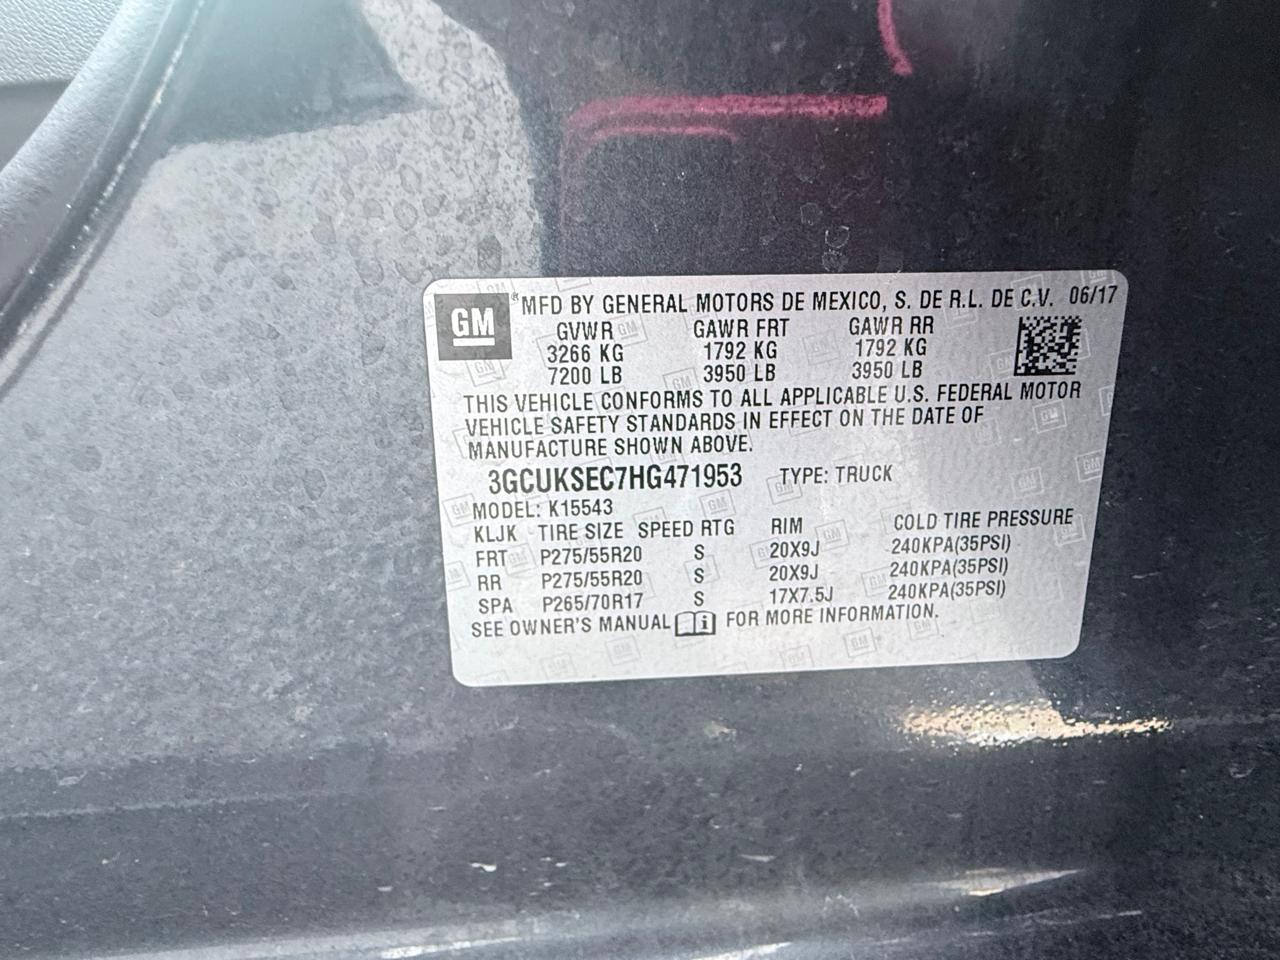 GM ® MFD BY GENERAL MOTORS DE MEXICO, S. DE R.L. DE C.V. 06/17
GVWR GAWR FRT GAWR RR
3266 KG 1792 KG 1792 KG
7200 LB 3950 LB 3950 LB
THIS VEHICLE CONFORMS TO ALL APPLICABLE U.S. FEDERAL MOTOR
VEHICLE SAFETY STANDARDS IN EFFECT ON THE DATE OF
MANUFACTURE SHOWN ABOVE.
3GCUKSEC7HG471953 TYPE: TRUCK
MODEL: K15543
KLJK TIRE SIZE SPEED RTG RIM COLD TIRE PRESSURE
FRT P275/55R20 S 20X9J 240KPA(35PSI)
RR P275/55R20 S 20X9J 240KPA(35PSI)
SPA P265/70R17 S 17X7.5J 240KPA(35PSI)
SEE OWNER'S MANUAL i FOR MORE INFORMATION.